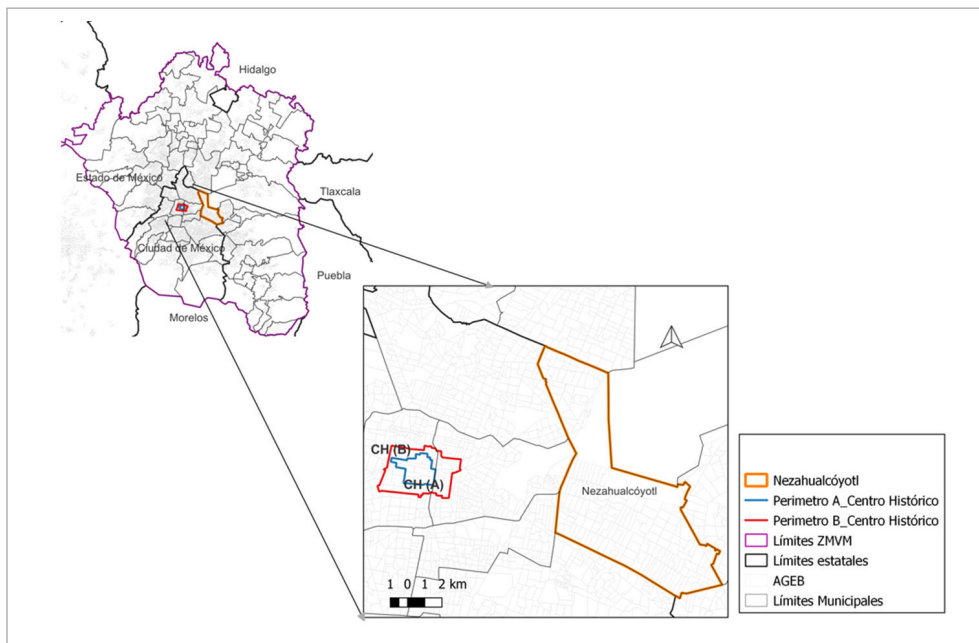 Hidalgo
Estado de México
Tlaxcala
Ciudad de México
Puebla
Morelos
CH (B)
CH (A)
Nezahualcóyotl
1 0 1 2 km
Nezahualcóyotl
Perimetro A_Centro Histórico
Perimetro B_Centro Histórico
Límites ZMVM
Límites estatales
AGEB
Límites Municipales